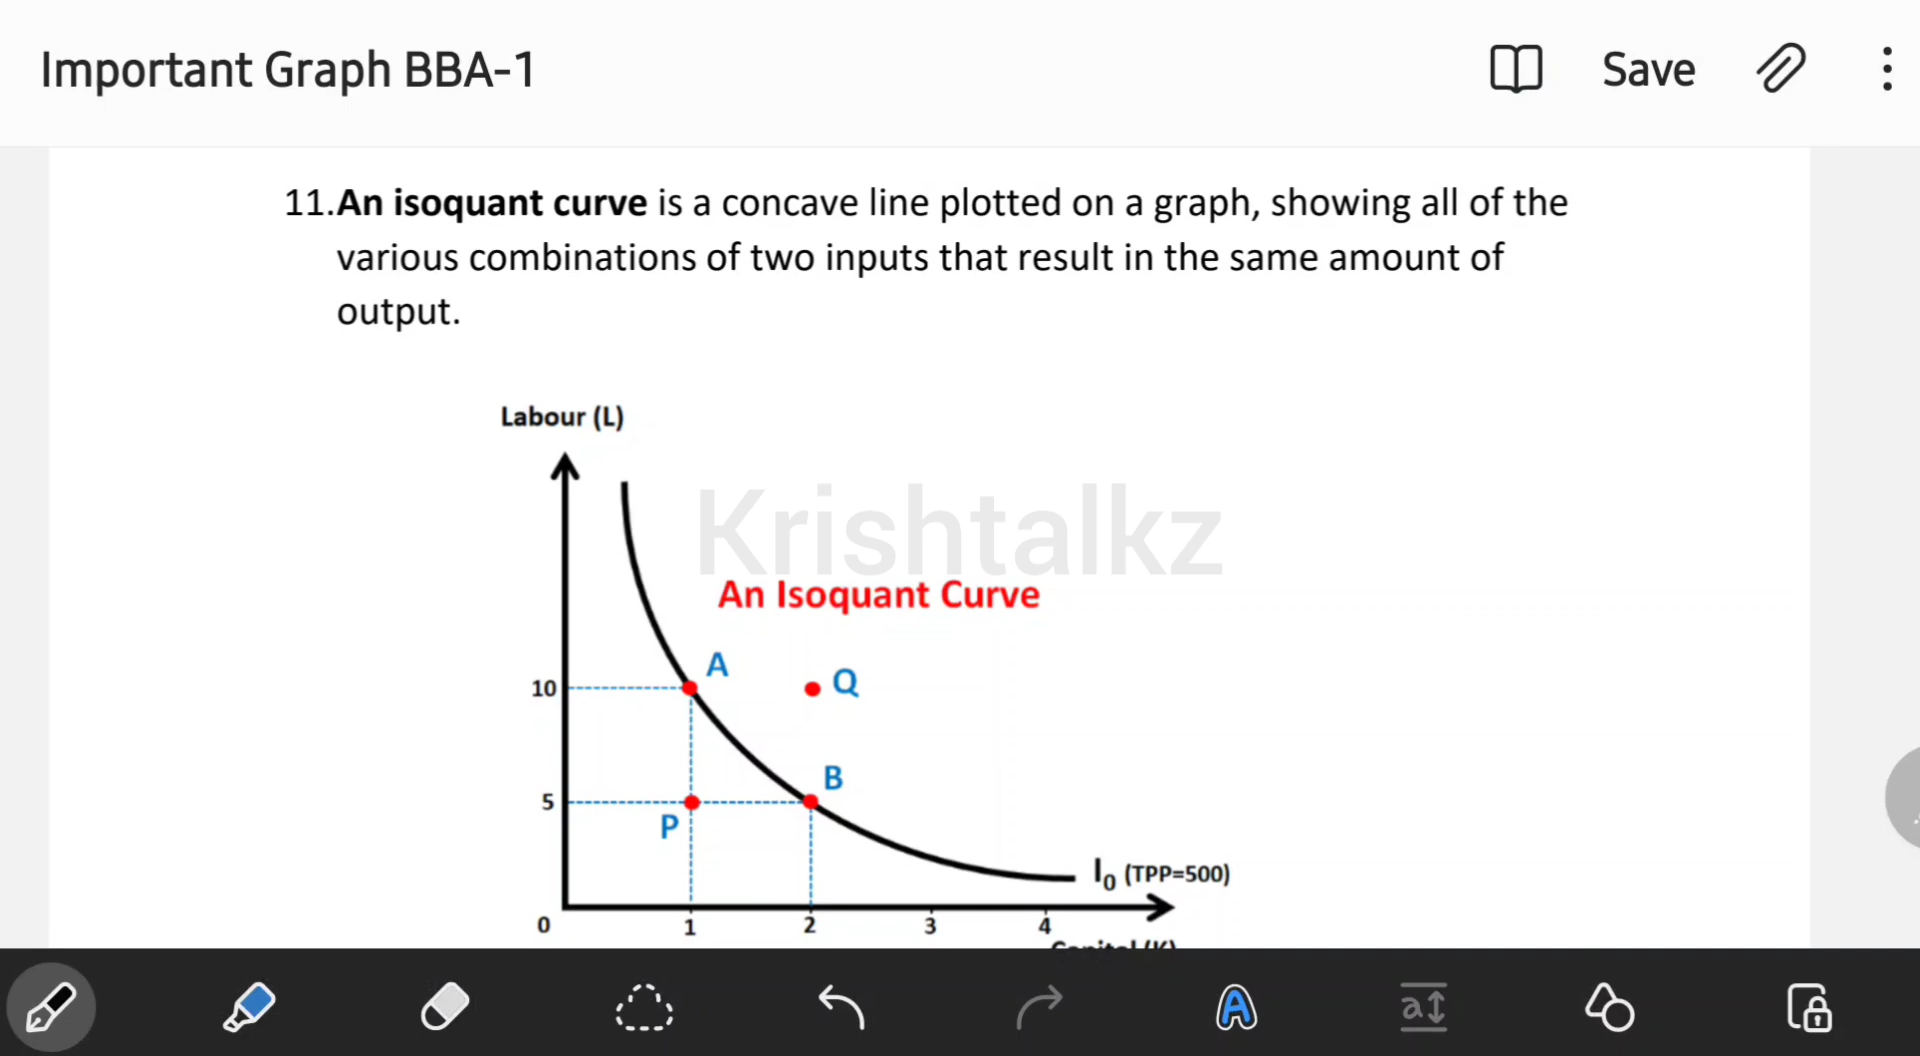 Important Graph BBA-1
Save
11.An isoquant curve is a concave line plotted on a graph, showing all of the
various combinations of two inputs that result in the same amount of
output.
Labour (L)
Krishtalkz
An Isoquant Curve
A
Q
10
B
5
P
I0 (TPP=500)
0 1 2 3 4
Capital (K)
A
a